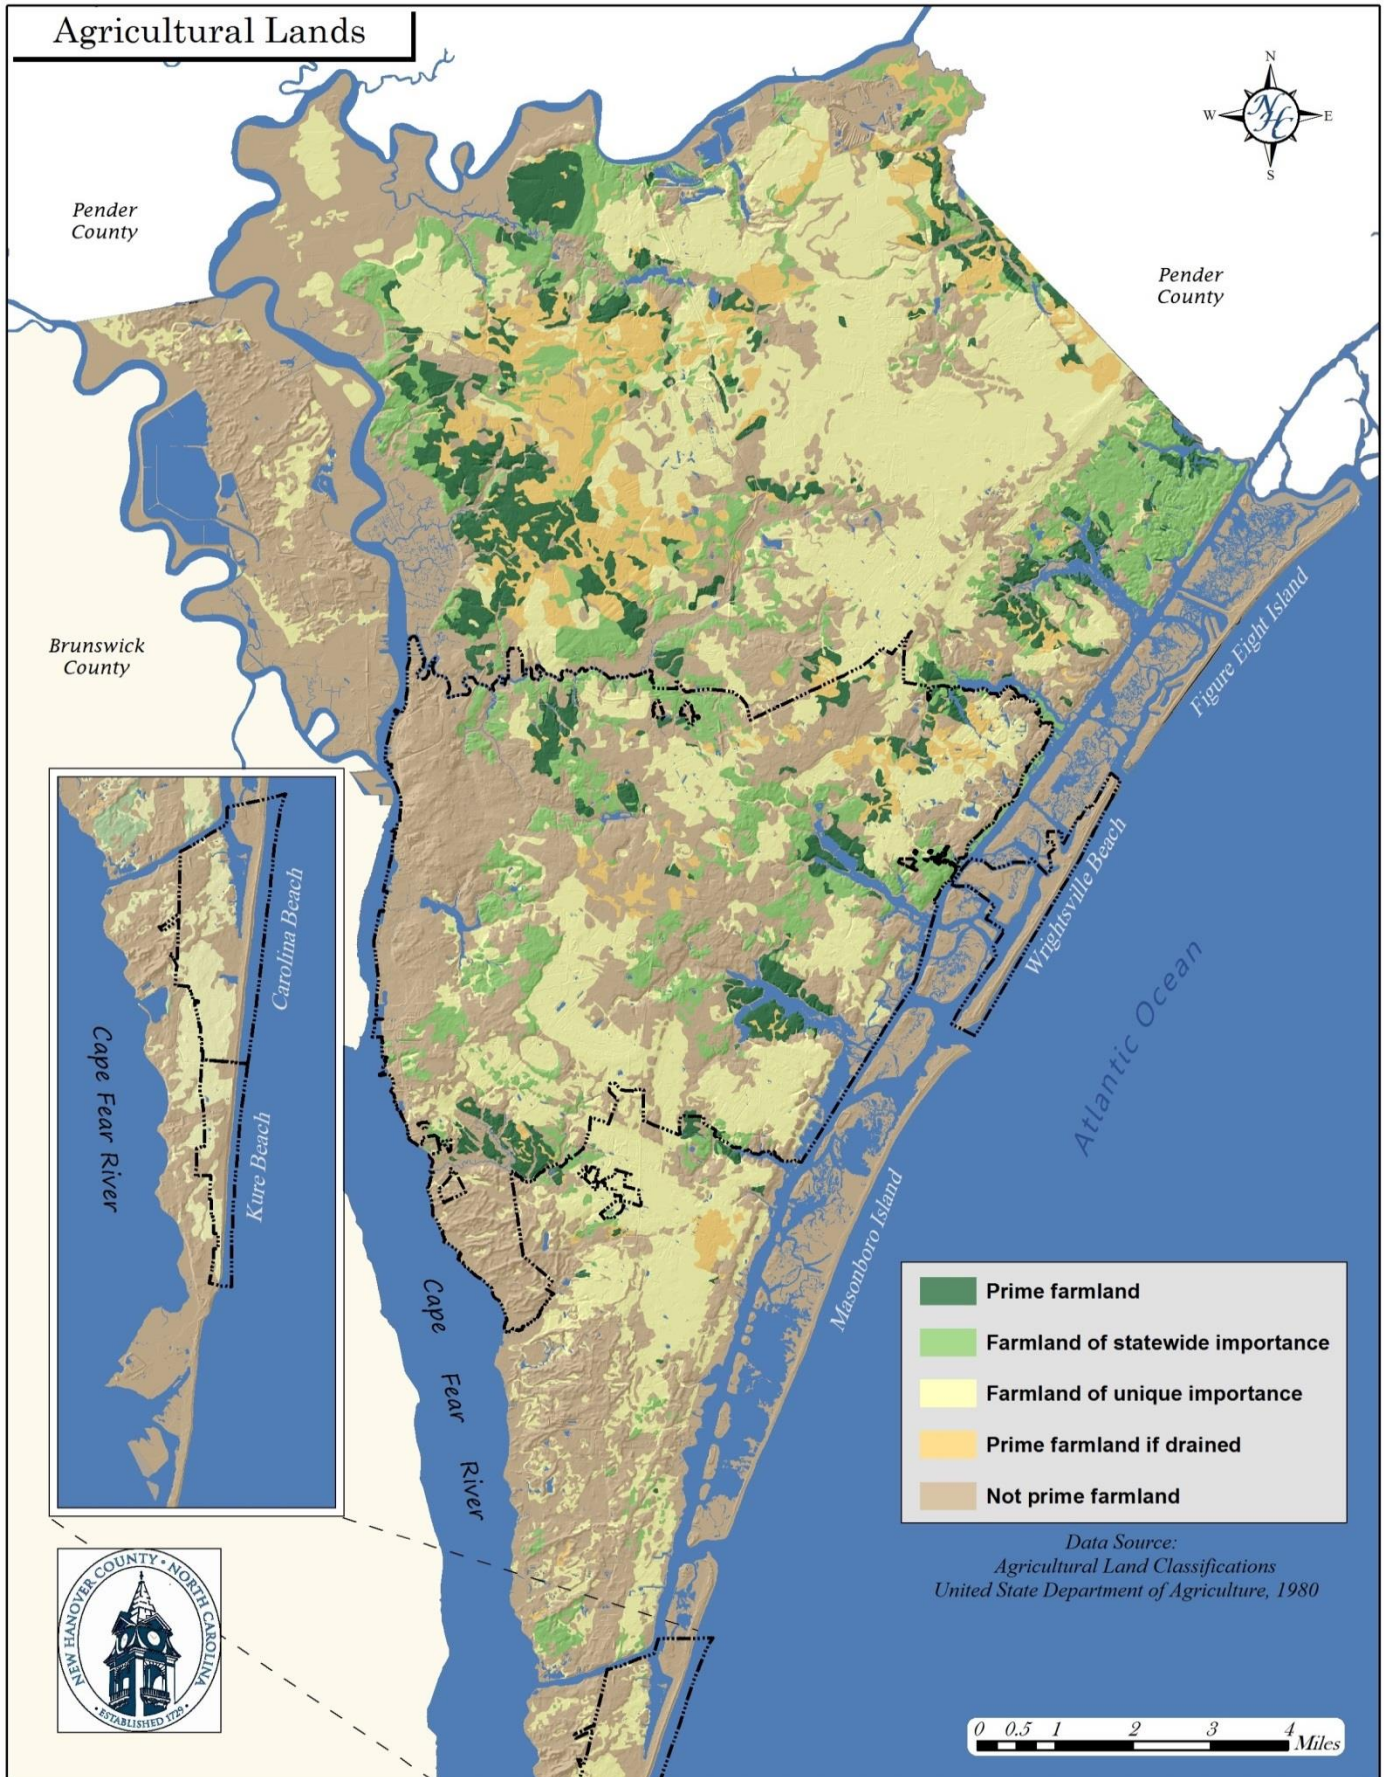 Agricultural Lands
N
W
NHC
E
S
Pender
County
Pender
County
Brunswick
County
Figure Eight Island
Wrightsville Beach
Atlantic Ocean
Masonboro Island
Cape Fear River
Carolina Beach
Kure Beach
Cape Fear River
Prime farmland
Farmland of statewide importance
Farmland of unique importance
Prime farmland if drained
Not prime farmland
Data Source:
Agricultural Land Classifications
United State Department of Agriculture, 1980
NEW HANOVER COUNTY • NORTH CAROLINA
• ESTABLISHED 1729 •
0 0.5 1 2 3 4
Miles